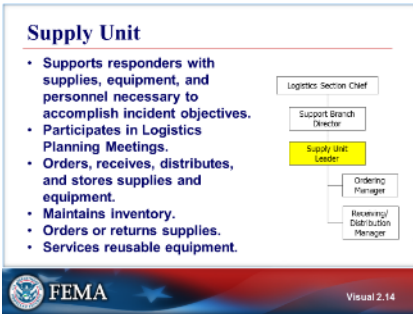 Supply Unit
• Supports responders with
supplies, equipment, and
personnel necessary to
accomplish incident objectives.
• Participates in Logistics
Planning Meetings.
• Orders, receives, distributes,
and stores supplies and
equipment.
• Maintains inventory.
• Orders or returns supplies.
• Services reusable equipment.
Logistics Section Chief
Support Branch
Director
Supply Unit
Leader
Ordering
Manager
Receiving/
Distribution
Manager
FEMA
Visual 2.14